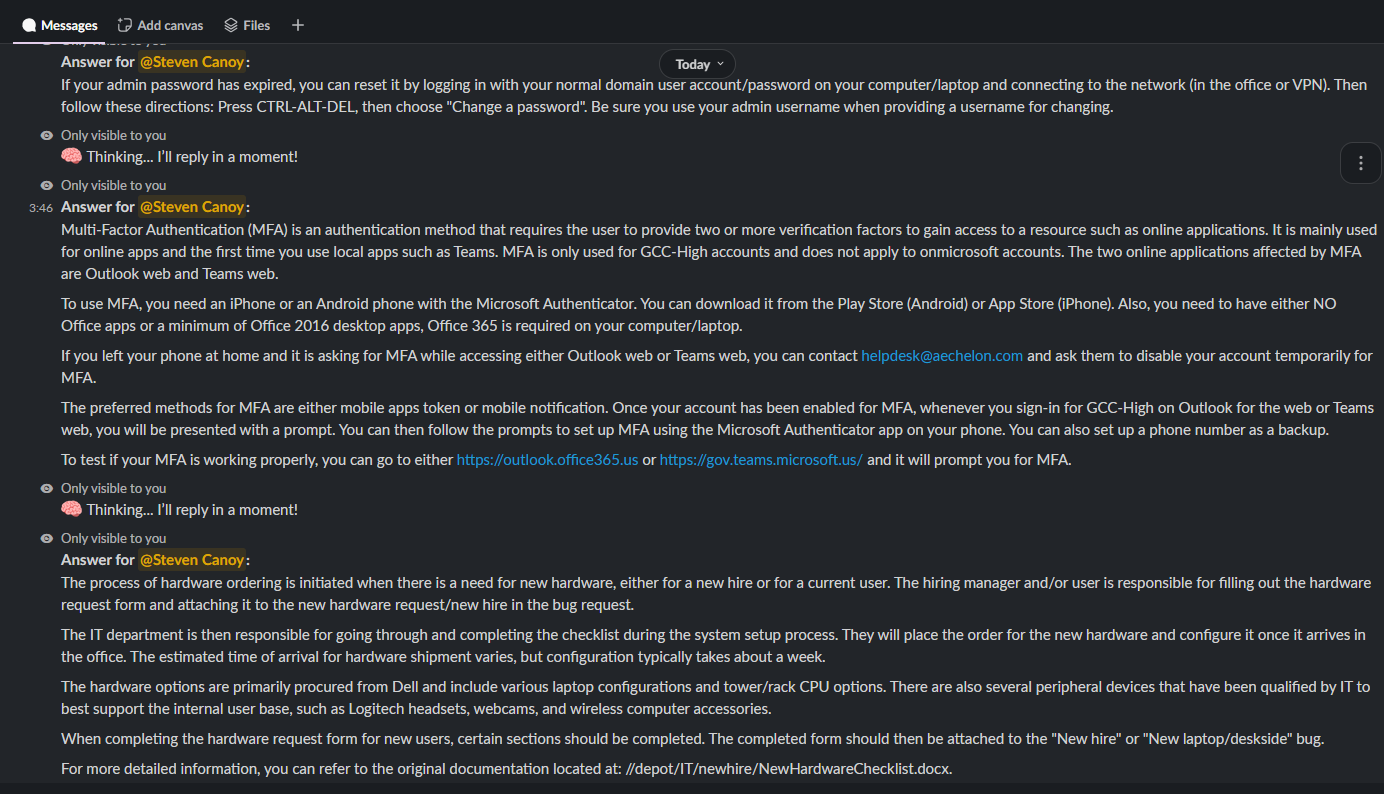 Messages Add canvas Files
Only visible to you
Answer for @Steven Canoy:
Today
If your admin password has expired, you can reset it by logging in with your normal domain user account/password on your computer/laptop and connecting to the network (in the office or VPN). Then
follow these directions: Press CTRL-ALT-DEL, then choose "Change a password". Be sure you use your admin username when providing a username for changing.
Only visible to you
Thinking... I'll reply in a moment!
Only visible to you
3:46 Answer for @Steven Canoy:
Multi-Factor Authentication (MFA) is an authentication method that requires the user to provide two or more verification factors to gain access to a resource such as online applications. It is mainly used
for online apps and the first time you use local apps such as Teams. MFA is only used for GCC-High accounts and does not apply to onmicrosoft accounts. The two online applications affected by MFA
are Outlook web and Teams web.
To use MFA, you need an iPhone or an Android phone with the Microsoft Authenticator. You can download it from the Play Store (Android) or App Store (iPhone). Also, you need to have either NO
Office apps or a minimum of Office 2016 desktop apps, Office 365 is required on your computer/laptop.
If you left your phone at home and it is asking for MFA while accessing either Outlook web or Teams web, you can contact helpdesk@aechelon.com and ask them to disable your account temporarily for
MFA.
The preferred methods for MFA are either mobile apps token or mobile notification. Once your account has been enabled for MFA, whenever you sign-in for GCC-High on Outlook for the web or Teams
web, you will be presented with a prompt. You can then follow the prompts to set up MFA using the Microsoft Authenticator app on your phone. You can also set up a phone number as a backup.
To test if your MFA is working properly, you can go to either https://outlook.office365.us or https://gov.teams.microsoft.us/ and it will prompt you for MFA.
Only visible to you
Thinking... I'll reply in a moment!
Only visible to you
Answer for @Steven Canoy:
The process of hardware ordering is initiated when there is a need for new hardware, either for a new hire or for a current user. The hiring manager and/or user is responsible for filling out the hardware
request form and attaching it to the new hardware request/new hire in the bug request.
The IT department is then responsible for going through and completing the checklist during the system setup process. They will place the order for the new hardware and configure it once it arrives in
the office. The estimated time of arrival for hardware shipment varies, but configuration typically takes about a week.
The hardware options are primarily procured from Dell and include various laptop configurations and tower/rack CPU options. There are also several peripheral devices that have been qualified by IT to
best support the internal user base, such as Logitech headsets, webcams, and wireless computer accessories.
When completing the hardware request form for new users, certain sections should be completed. The completed form should then be attached to the "New hire" or "New laptop/deskside" bug.
For more detailed information, you can refer to the original documentation located at: //depot/IT/newhire/NewHardwareChecklist.docx.